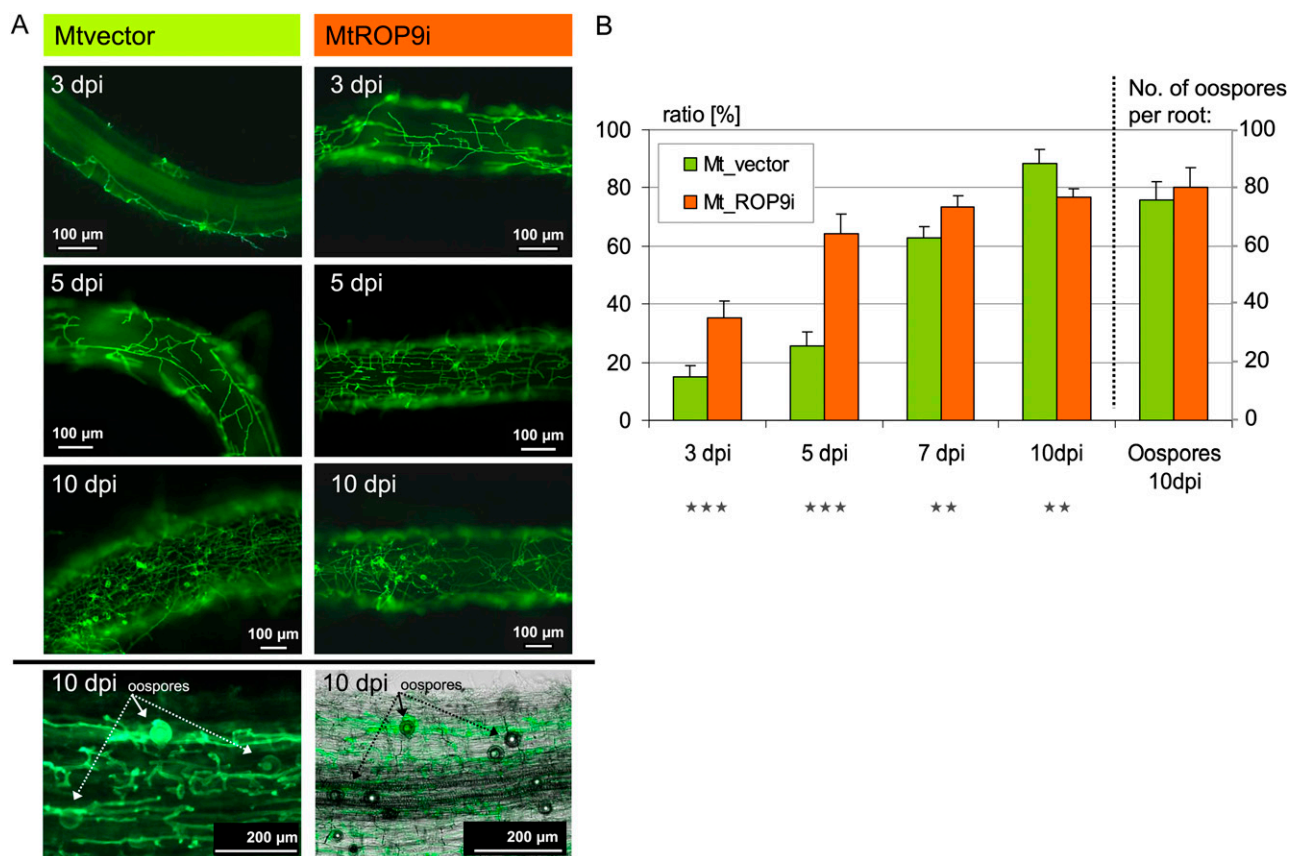 A
Mtvector
MtROP9i
3 dpi
100 µm
3 dpi
100 µm
5 dpi
100 µm
5 dpi
100 µm
10 dpi
100 µm
10 dpi
100 µm
10 dpi oospores
200 µm
10 dpi oospores
200 µm
B
No. of oospores
per root:
ratio [%]
100
80
60
40
20
0
Mt_vector
Mt_ROP9i
100
80
60
40
20
0
3 dpi
5 dpi
7 dpi
10dpi
Oospores
10dpi
★★★
★★★
★★
★★